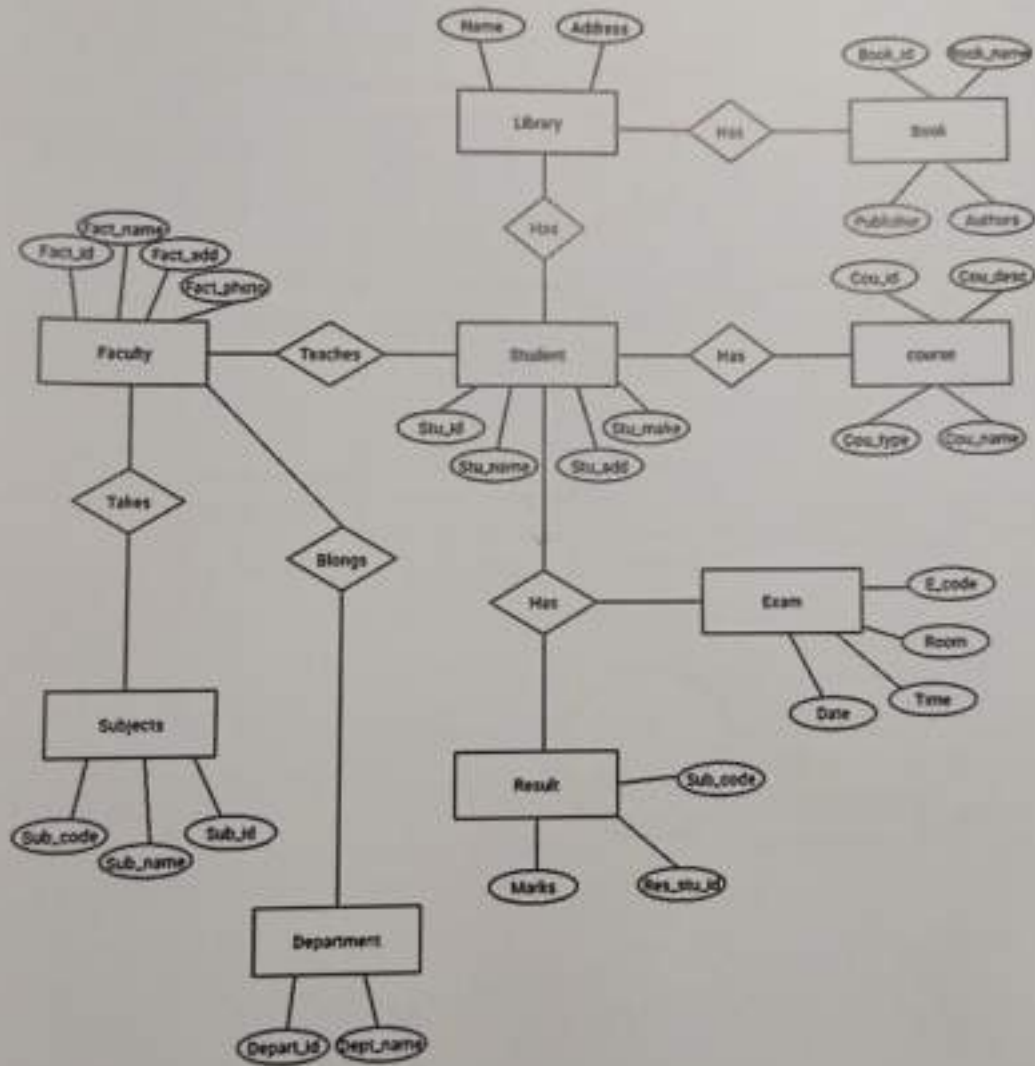 Name
Address
Book_id
Book_name
Library
Has
Book
Has
Publisher
Authors
Fact_name
Fact_id
Fact_add
Cou_id
Cou_desc
Faculty
Teaches
Student
Has
course
Stu_id
Stu_name
Stu_add
Cou_type
Cou_name
Takes
Blongs
Has
Exam
E_code
Room
Time
Date
Subjects
Result
Sub_code
Sub_code
Sub_name
Sub_id
Marks
Res_stu_id
Department
Depart_id
Dept_name